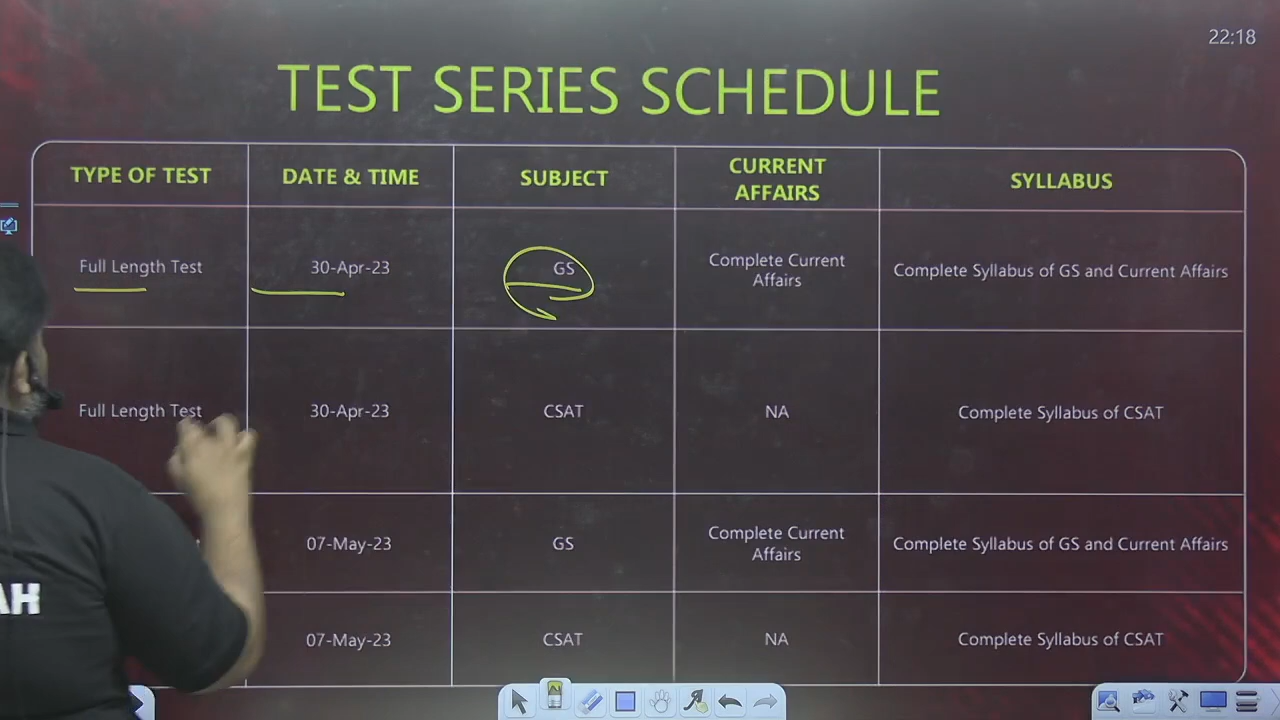 22:18
TEST SERIES SCHEDULE
TYPE OF TEST DATE & TIME SUBJECT CURRENT AFFAIRS SYLLABUS
Full Length Test 30-Apr-23 GS Complete Current Affairs Complete Syllabus of GS and Current Affairs
Full Length Test 30-Apr-23 CSAT NA Complete Syllabus of CSAT
07-May-23 GS Complete Current Affairs Complete Syllabus of GS and Current Affairs
07-May-23 CSAT NA Complete Syllabus of CSAT
AH